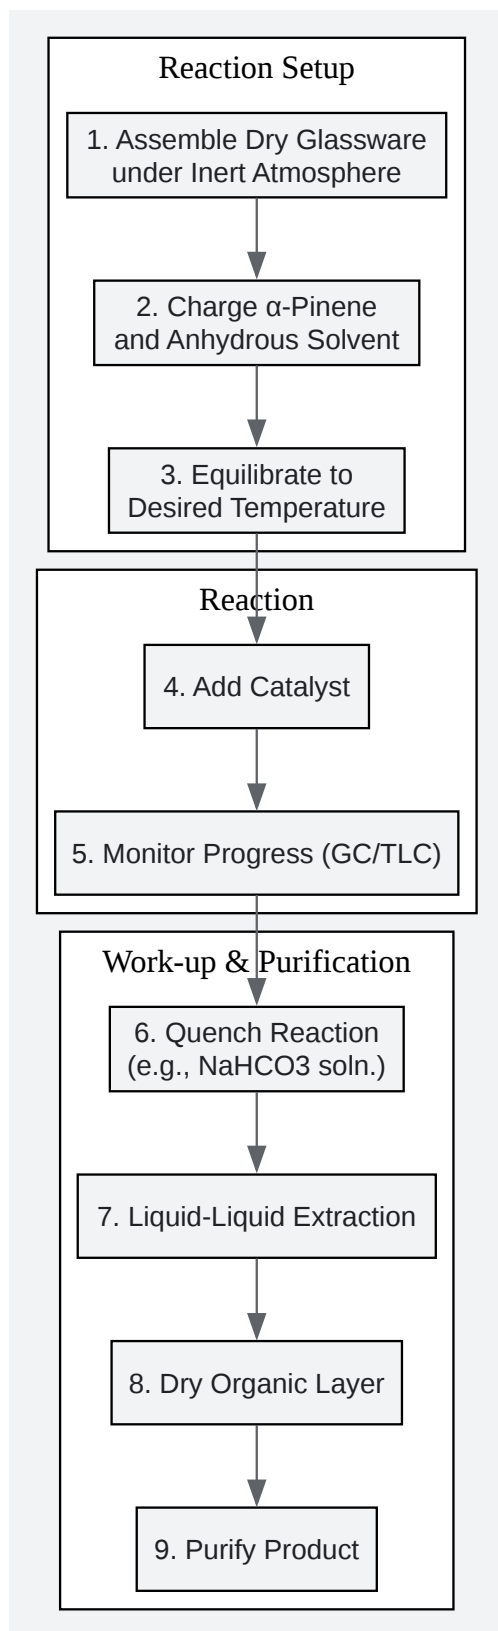 Reaction Setup
1. Assemble Dry Glassware
under Inert Atmosphere
2. Charge α-Pinene
and Anhydrous Solvent
3. Equilibrate to
Desired Temperature
Reaction
4. Add Catalyst
5. Monitor Progress (GC/TLC)
Work-up & Purification
6. Quench Reaction
(e.g., NaHCO3 soln.)
7. Liquid-Liquid Extraction
8. Dry Organic Layer
9. Purify Product